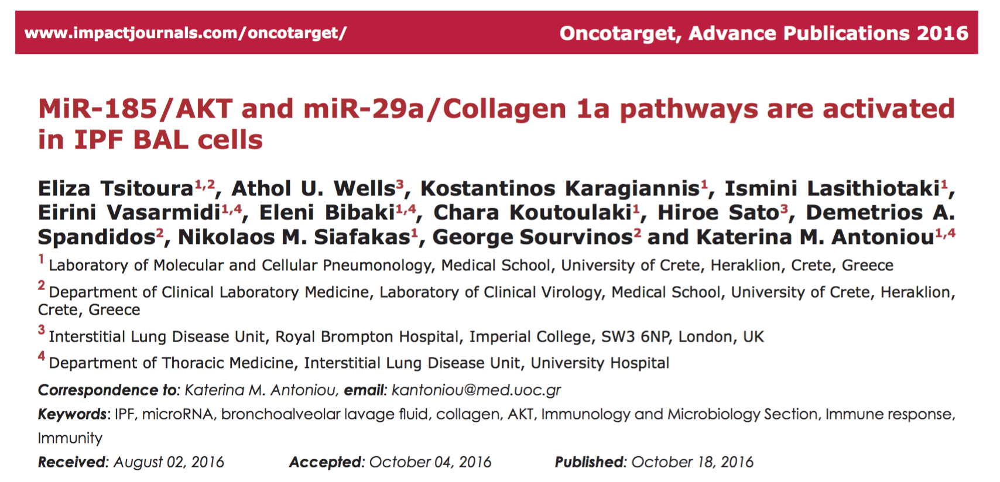 www.impactjournals.com/oncotarget/ Oncotarget, Advance Publications 2016
MiR-185/AKT and miR-29a/Collagen 1a pathways are activated
in IPF BAL cells
Eliza Tsitoura1,2, Athol U. Wells3, Kostantinos Karagiannis1, Ismini Lasithiotaki1,
Eirini Vasarmidi1,4, Eleni Bibaki1,4, Chara Koutoulaki1, Hiroe Sato3, Demetrios A.
Spandidos2, Nikolaos M. Siafakas1, George Sourvinos2 and Katerina M. Antoniou1,4
1 Laboratory of Molecular and Cellular Pneumonology, Medical School, University of Crete, Heraklion, Crete, Greece
2 Department of Clinical Laboratory Medicine, Laboratory of Clinical Virology, Medical School, University of Crete, Heraklion,
Crete, Greece
3 Interstitial Lung Disease Unit, Royal Brompton Hospital, Imperial College, SW3 6NP, London, UK
4 Department of Thoracic Medicine, Interstitial Lung Disease Unit, University Hospital
Correspondence to: Katerina M. Antoniou, email: kantoniou@med.uoc.gr
Keywords: IPF, microRNA, bronchoalveolar lavage fluid, collagen, AKT, Immunology and Microbiology Section, Immune response,
Immunity
Received: August 02, 2016 Accepted: October 04, 2016 Published: October 18, 2016